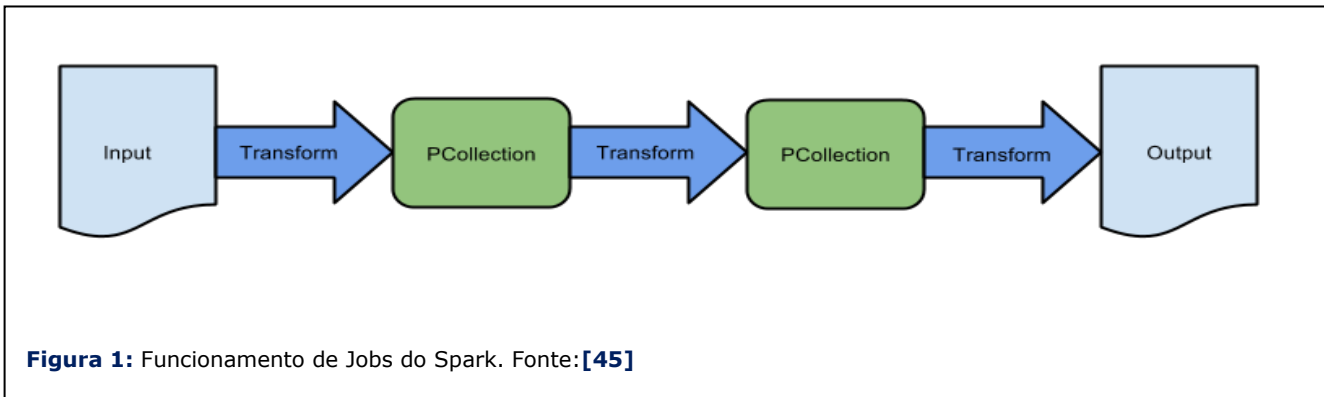 Input
Transform
PCollection
Transform
PCollection
Transform
Output
Figura 1: Funcionamento de Jobs do Spark. Fonte:[45]